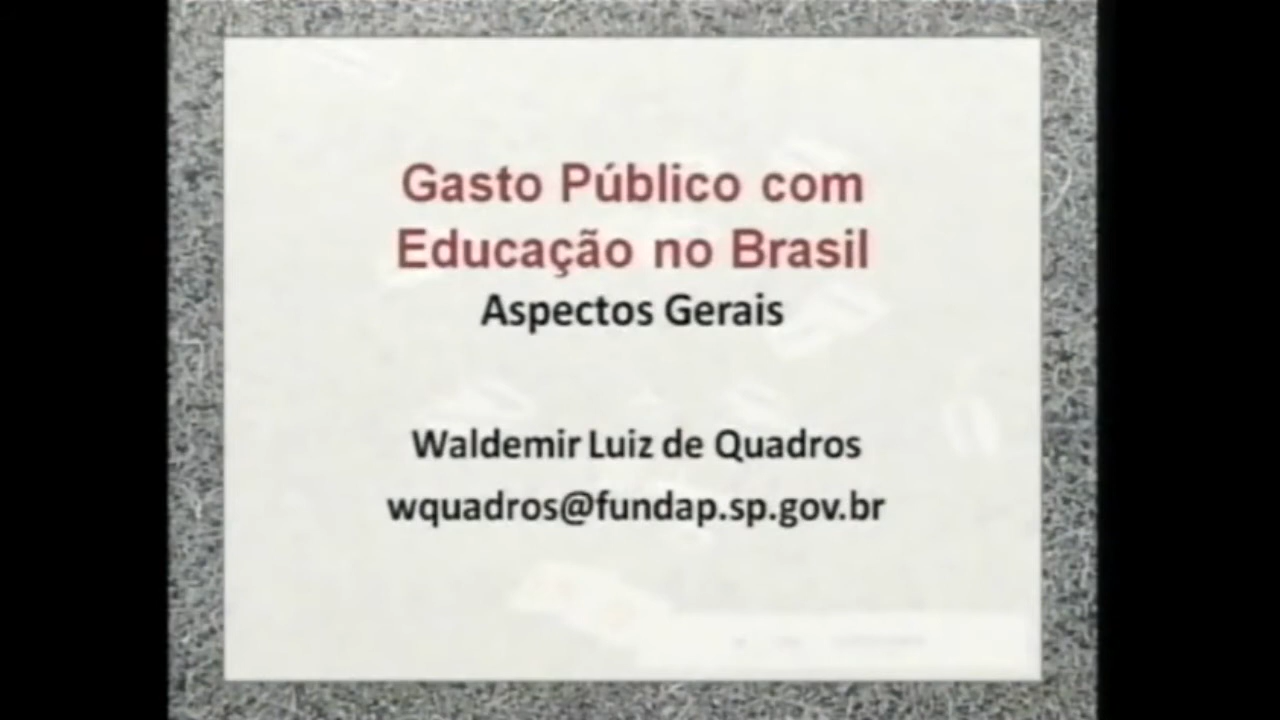 Gasto Público com
Educação no Brasil
Aspectos Gerais
Waldemir Luiz de Quadros
wquadros@fundap.sp.gov.br